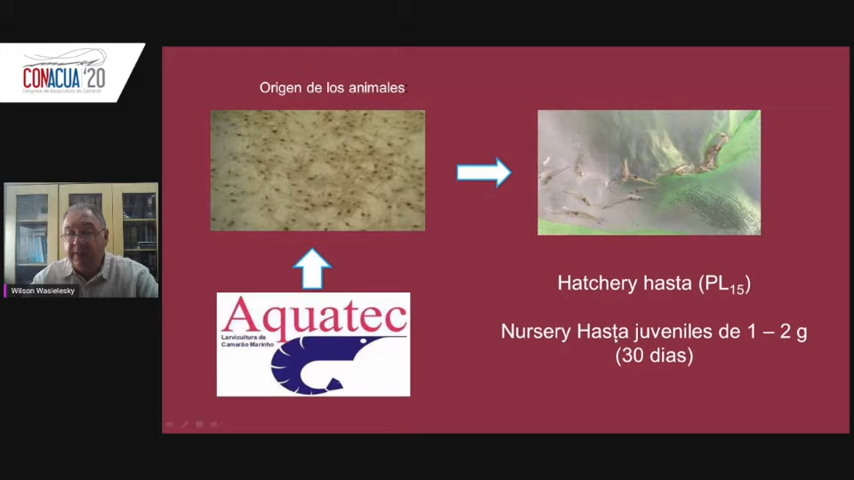 CONACUA '20
Congreso de Acuacultura de Camarón
Origen de los animales:
Aquatec
Larvicultura de
Camarão Marinho
Hatchery hasta (PL15)
Nursery Hasta juveniles de 1 – 2 g
(30 dias)
Wilson Wasielesky